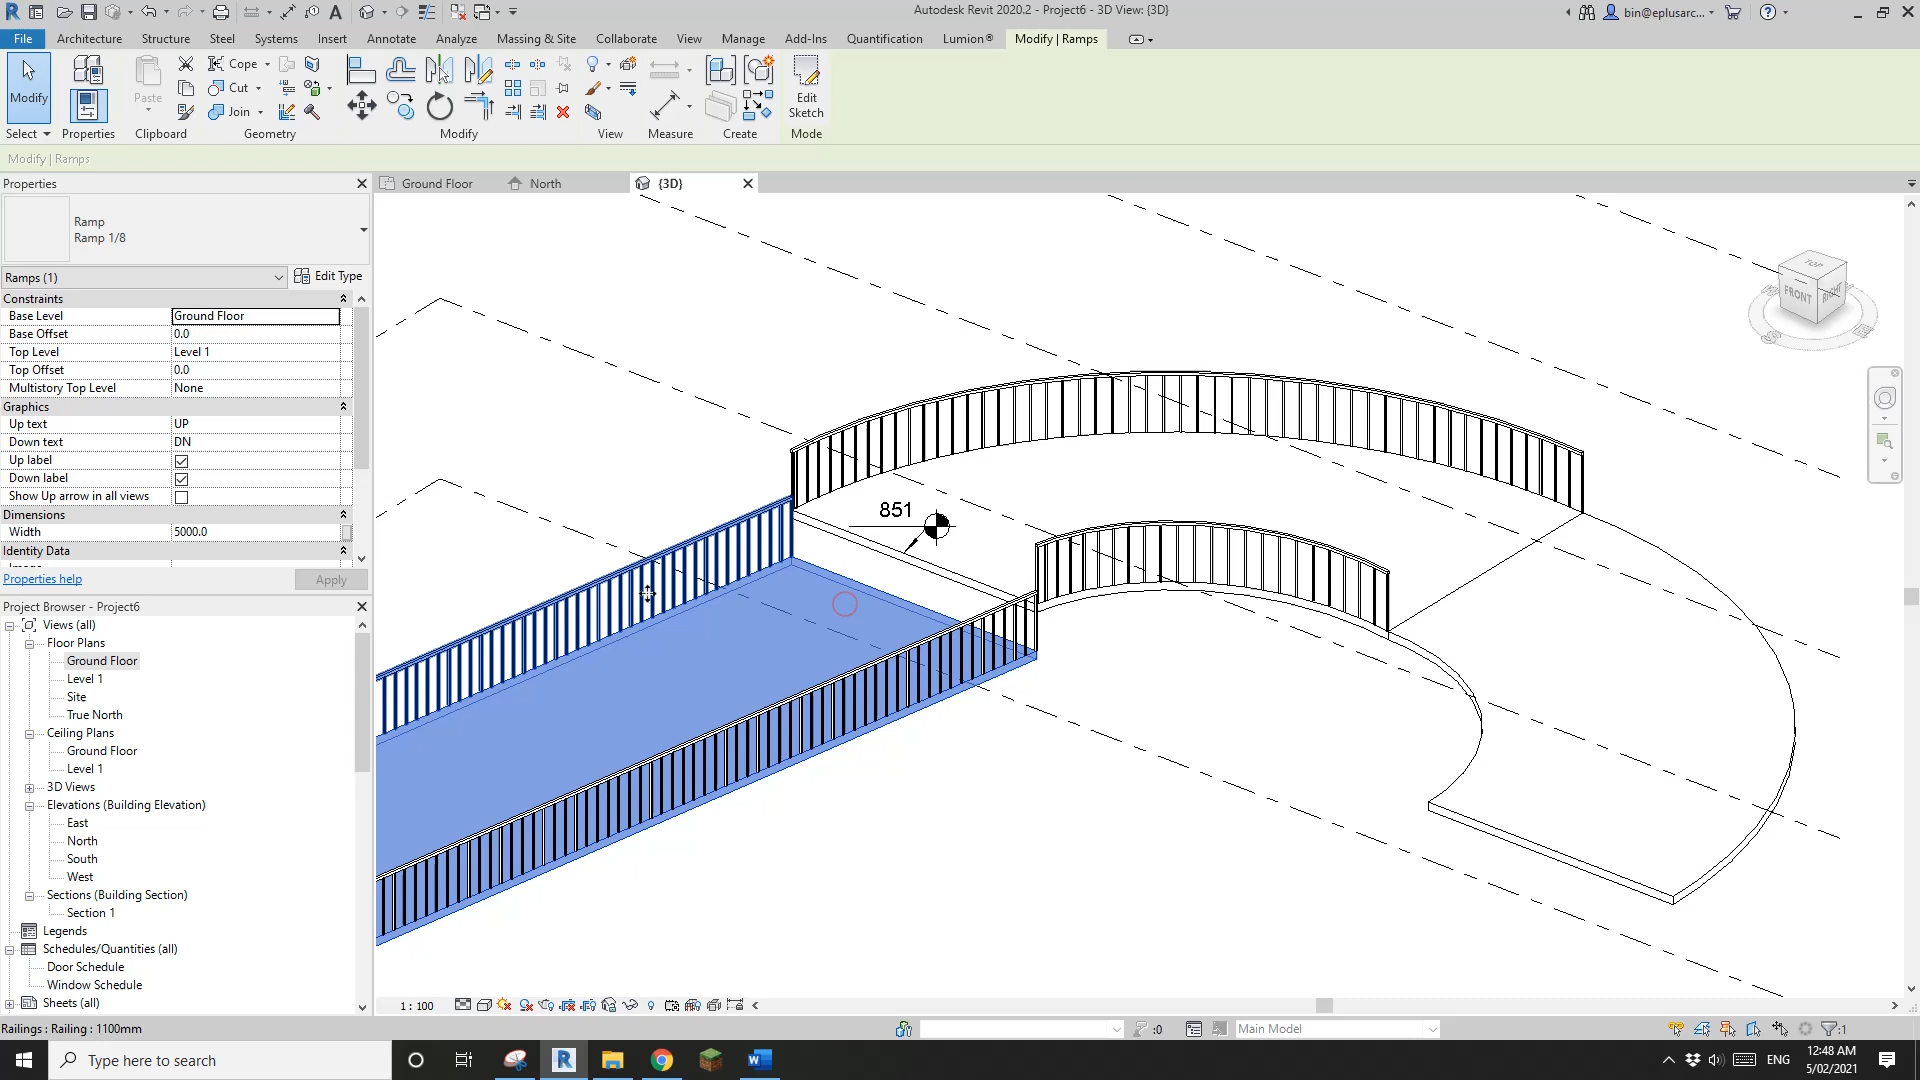 Autodesk Revit 2020.2 - Project6 - 3D View: {3D}
bin@eplusarc...
File Architecture Structure Steel Systems Insert Annotate Analyze Massing & Site Collaborate View Manage Add-Ins Quantification Lumion® Modify | Ramps
Modify
Paste
Cope
Cut
Join
Edit
Sketch
Select Properties Clipboard Geometry Modify View Measure Create Mode
Modify | Ramps
Properties
Ground Floor
North
{3D}
Ramp
Ramp 1/8
Ramps (1)
Edit Type
Constraints
Base Level Ground Floor
Base Offset 0.0
Top Level Level 1
Top Offset 0.0
Multistory Top Level None
Graphics
Up text UP
Down text DN
Up label
Down label
Show Up arrow in all views
Dimensions
Width 5000.0
Identity Data
Properties help
Apply
Project Browser - Project6
Views (all)
Floor Plans
Ground Floor
Level 1
Site
True North
Ceiling Plans
Ground Floor
Level 1
3D Views
Elevations (Building Elevation)
East
North
South
West
Sections (Building Section)
Section 1
Legends
Schedules/Quantities (all)
Door Schedule
Window Schedule
Sheets (all)
851
TOP
FRONT
RIGHT
S
E
1 : 100
Railings : Railing : 1100mm
:0
Main Model
:1
Type here to search
ENG
12:48 AM
5/02/2021